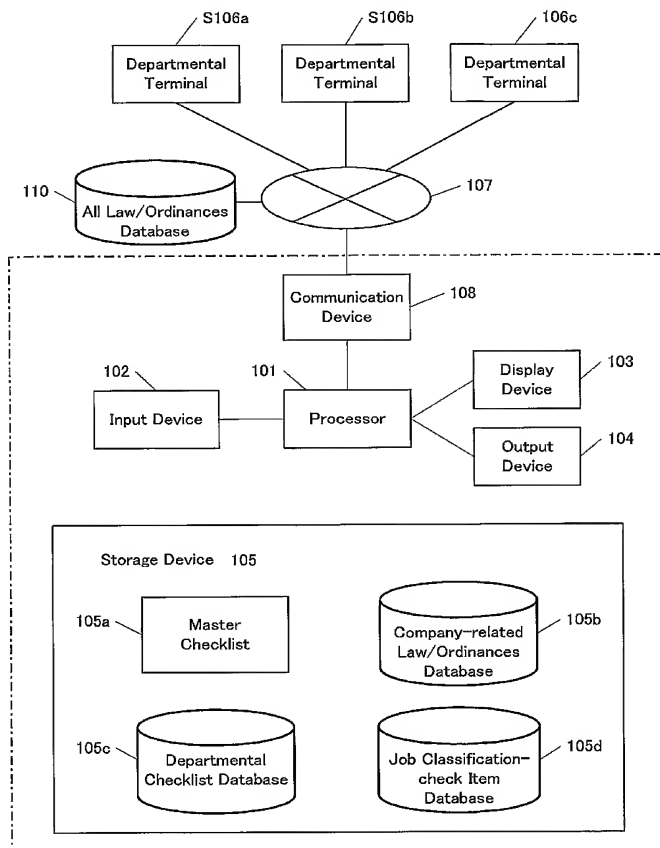 S106a
S106b
106c
Departmental
Terminal
Departmental
Terminal
Departmental
Terminal
110
All Law/Ordinances
Database
107
Communication
Device
108
102
Input Device
101
Processor
Display
Device
103
Output
Device
104
Storage Device 105
105a
Master
Checklist
Company-related
Law/Ordinances
Database
105b
105c
Departmental
Checklist Database
Job Classification-
check Item
Database
105d